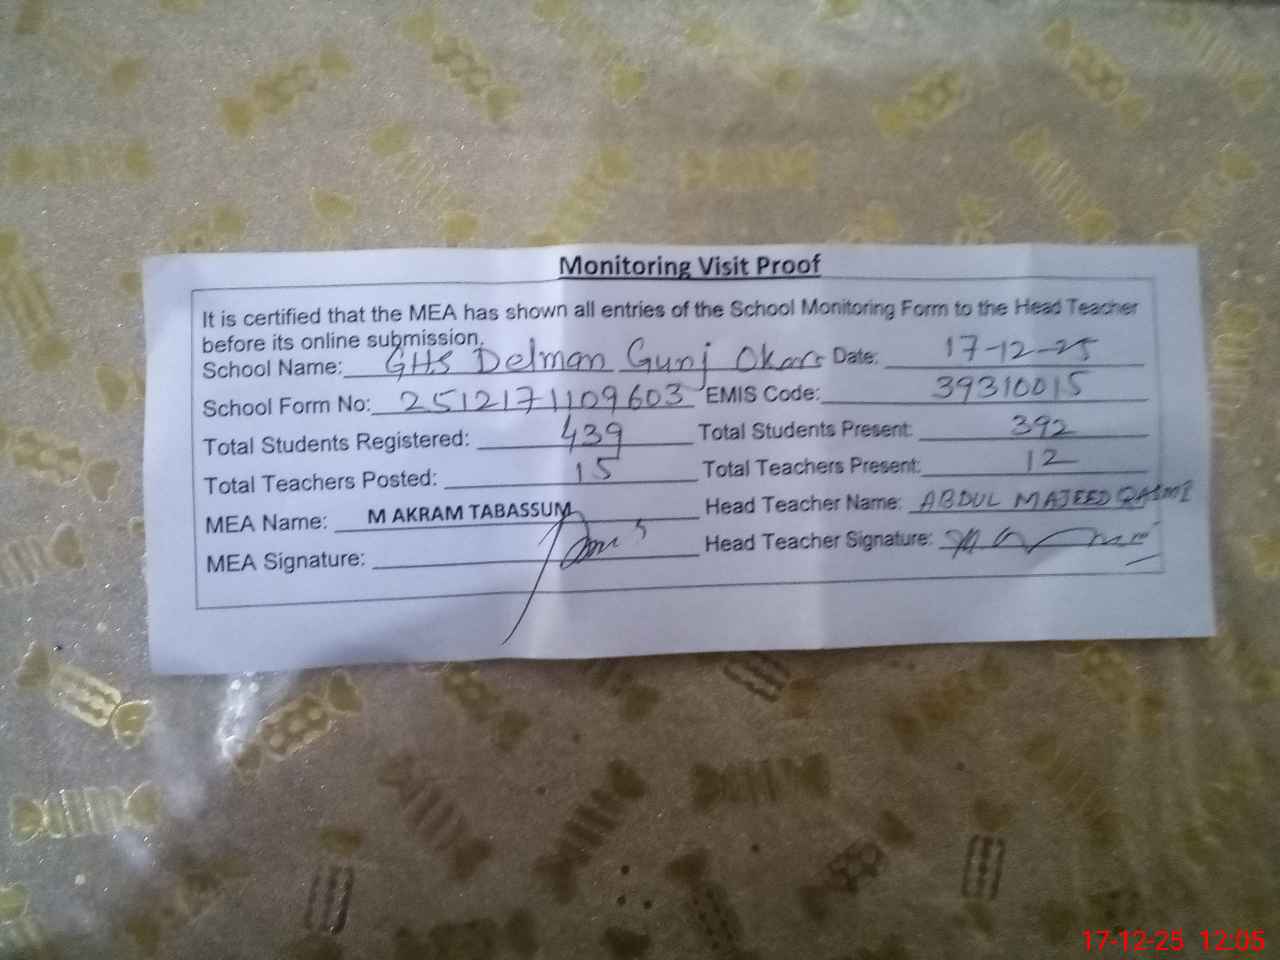 Monitoring Visit Proof
It is certified that the MEA has shown all entries of the School Monitoring Form to the Head Teacher
before its online submission.
School Name: GHS Delman Gunj Okara Date: 17-12-25
School Form No: 2512171109603 EMIS Code: 39310015
Total Students Registered: 439 Total Students Present: 392
Total Teachers Posted: 15 Total Teachers Present: 12
MEA Name: M AKRAM TABASSUM Head Teacher Name: ABDUL MAJEED QASMI
MEA Signature: Head Teacher Signature:
17-12-25 12:05